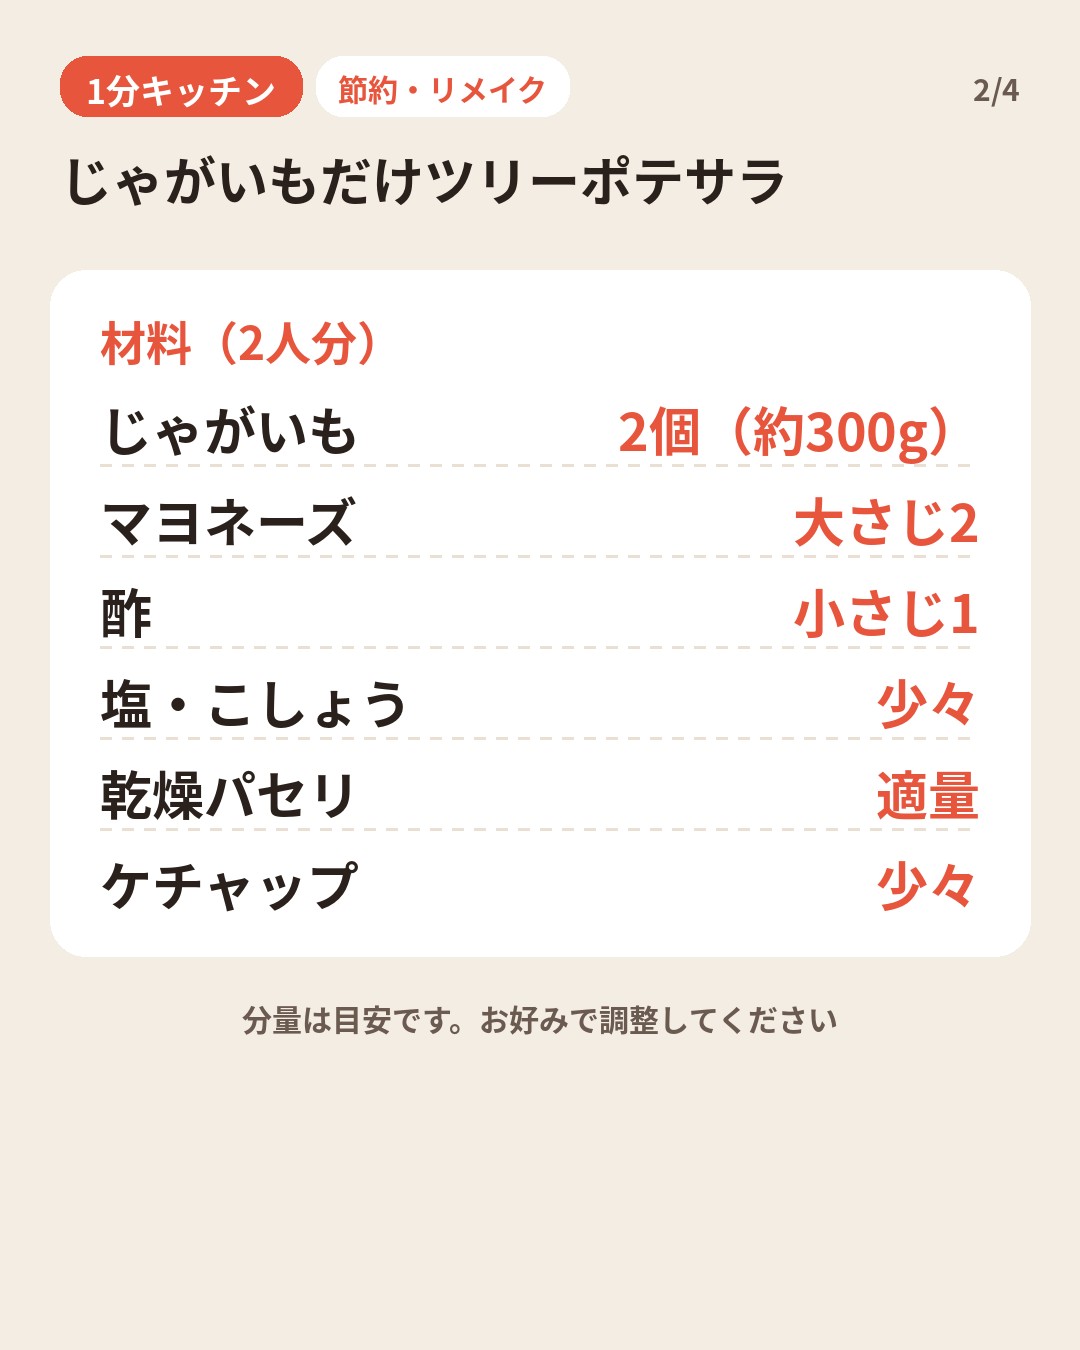 1分キッチン 節約・リメイク 2/4
じゃがいもだけツリーポテサラ
材料（2人分）
じゃがいも 2個（約300g）
マヨネーズ 大さじ2
酢 小さじ1
塩・こしょう 少々
乾燥パセリ 適量
ケチャップ 少々
分量は目安です。お好みで調整してください